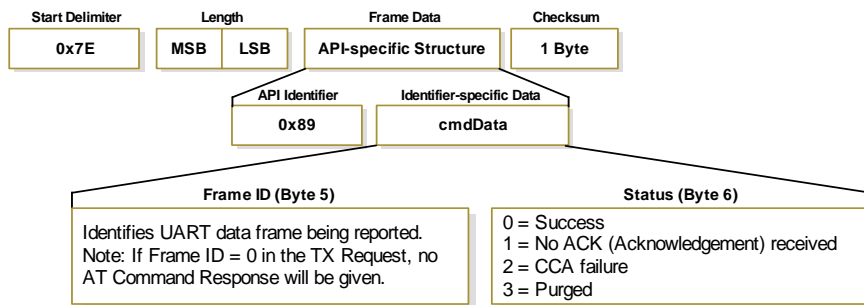 Start Delimiter Length Frame Data Checksum
0x7E MSB LSB API-specific Structure 1 Byte
API Identifier Identifier-specific Data
0x89 cmdData
Frame ID (Byte 5)
Identifies UART data frame being reported.
Note: If Frame ID = 0 in the TX Request, no
AT Command Response will be given.
Status (Byte 6)
0 = Success
1 = No ACK (Acknowledgement) received
2 = CCA failure
3 = Purged